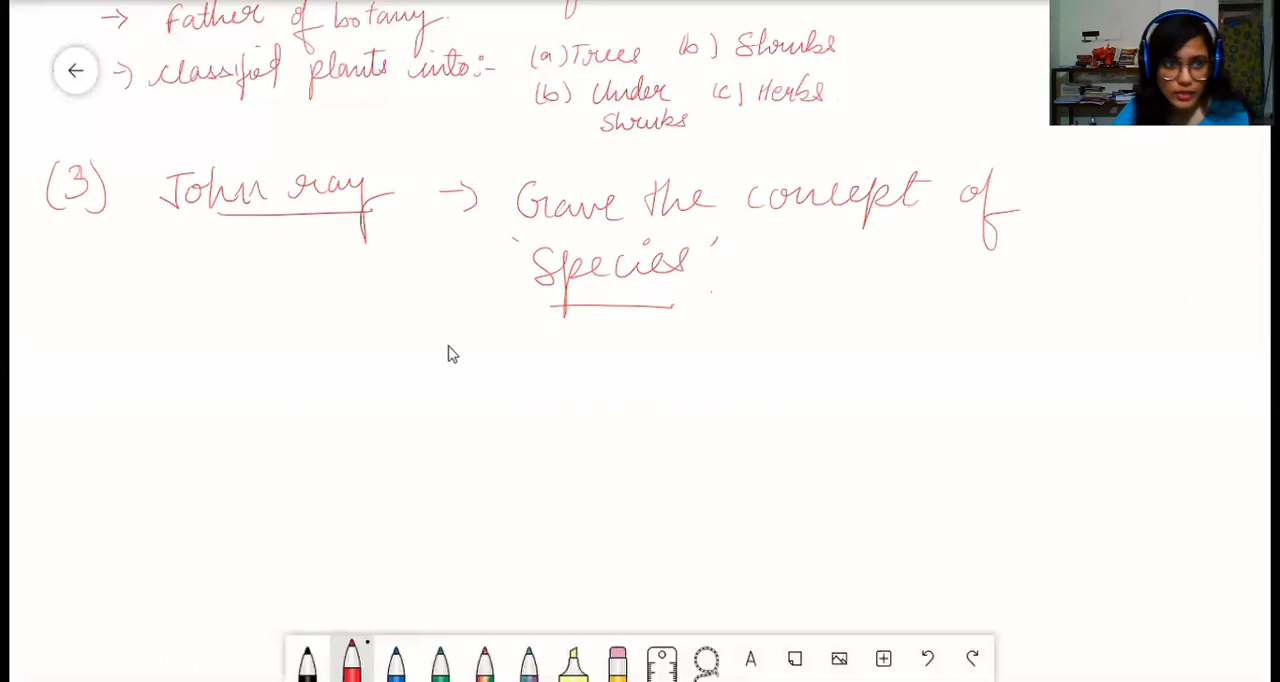 → Father of botany.
→ classified plants into:- (a) Trees (b) Shrubs
(b) Under (c) Herbs
Shrubs
(3) John ray → Gave the concept of
'Species'
A